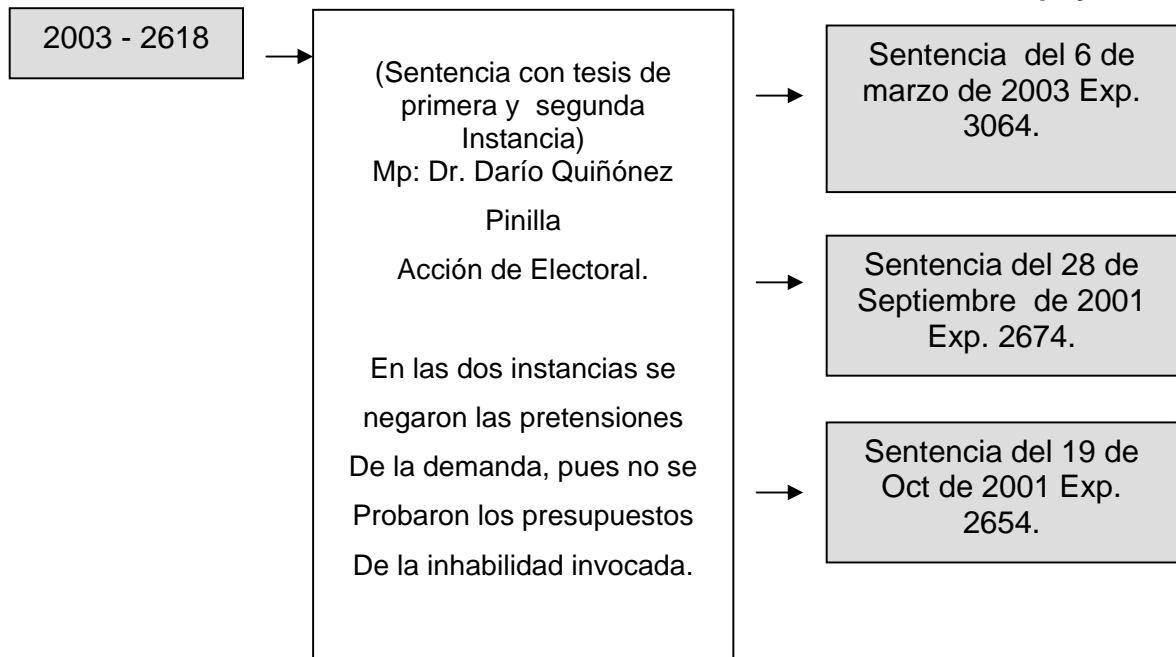 2003 - 2618
(Sentencia con tesis de
primera y segunda
Instancia)
Mp: Dr. Darío Quiñónez
Pinilla
Acción de Electoral.
En las dos instancias se
negaron las pretensiones
De la demanda, pues no se
Probaron los presupuestos
De la inhabilidad invocada.
Sentencia del 6 de
marzo de 2003 Exp.
3064.
Sentencia del 28 de
Septiembre de 2001
Exp. 2674.
Sentencia del 19 de
Oct de 2001 Exp.
2654.